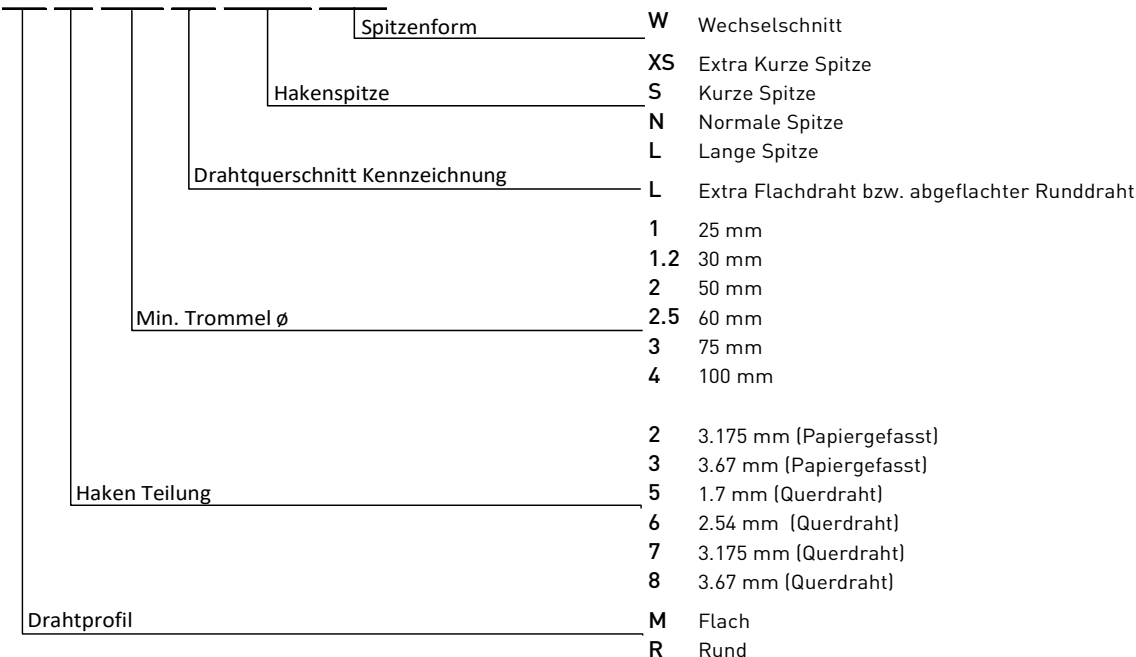 Spitzenform W Wechselschnitt
XS Extra Kurze Spitze
Hakenspitze S Kurze Spitze
N Normale Spitze
L Lange Spitze
Drahtquerschnitt Kennzeichnung L Extra Flachdraht bzw. abgeflachter Runddraht
1 25 mm
1.2 30 mm
2 50 mm
Min. Trommel ø 2.5 60 mm
3 75 mm
4 100 mm
2 3.175 mm (Papiergefasst)
3 3.67 mm (Papiergefasst)
Haken Teilung 5 1.7 mm (Querdraht)
6 2.54 mm (Querdraht)
7 3.175 mm (Querdraht)
8 3.67 mm (Querdraht)
Drahtprofil M Flach
R Rund